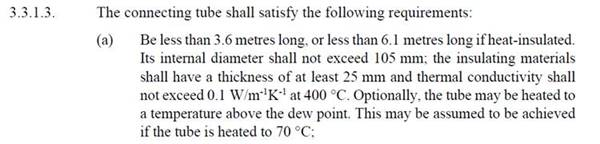 3.3.1.3. The connecting tube shall satisfy the following requirements:
(a) Be less than 3.6 metres long, or less than 6.1 metres long if heat-insulated.
Its internal diameter shall not exceed 105 mm; the insulating materials
shall have a thickness of at least 25 mm and thermal conductivity shall
not exceed 0.1 W/m⁻¹K⁻¹ at 400 °C. Optionally, the tube may be heated to
a temperature above the dew point. This may be assumed to be achieved
if the tube is heated to 70 °C;